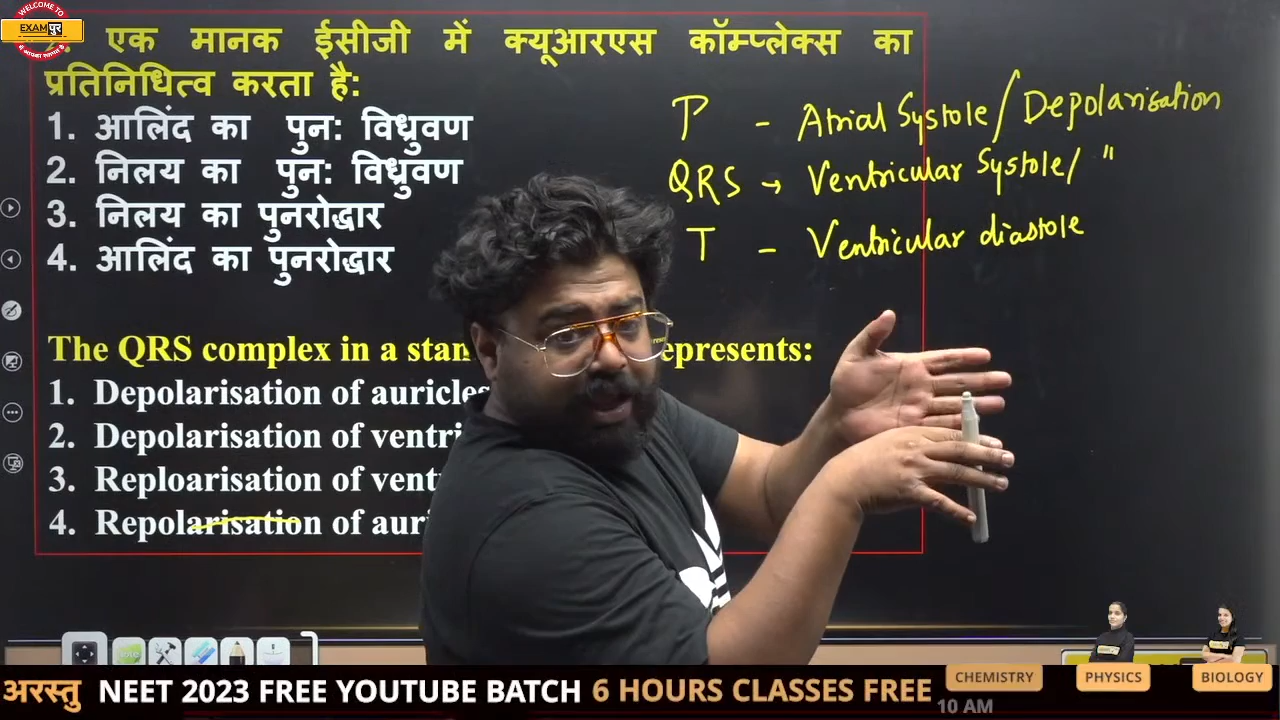 WELCOME TO
EXAMपुर
एक मानक ईसीजी में क्यूआरएस कॉम्प्लेक्स का
प्रतिनिधित्व करता है:
1. आलिंद का पुन: विध्रुवण
2. निलय का पुन: विध्रुवण
3. निलय का पुनरोद्धार
4. आलिंद का पुनरोद्धार
P - Atrial Systole/Depolarisation
QRS → Ventricular Systole/ "
T - Ventricular diastole
The QRS complex in a stan epresents:
1. Depolarisation of auricles
2. Depolarisation of ventri
3. Reploarisation of vent
4. Repolarisation of auri
अरस्तु NEET 2023 FREE YOUTUBE BATCH 6 HOURS CLASSES FREE
10 AM
CHEMISTRY PHYSICS BIOLOGY